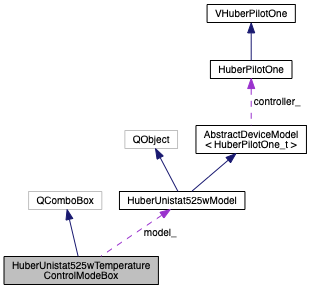 VHuberPilotOne
HuberPilotOne
controller_
AbstractDeviceModel
< HuberPilotOne_t >
QObject
QComboBox
HuberUnistat525wModel
model_
HuberUnistat525wTemperature
ControlModeBox